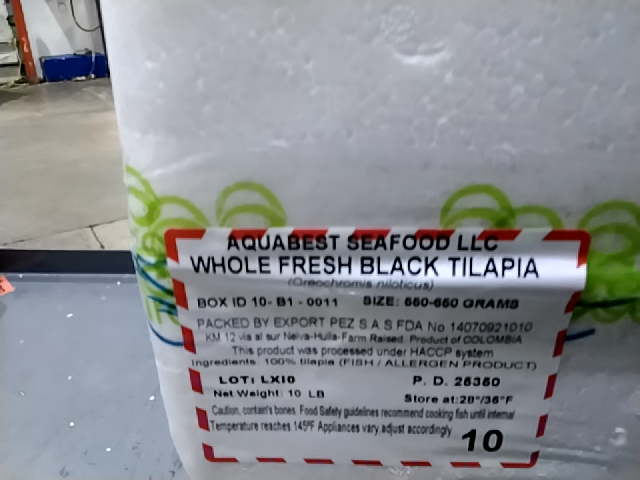 AQUABEST SEAFOOD LLC
WHOLE FRESH BLACK TILAPIA
(Oreochromis niloticus)
BOX ID 10- B1 - 0011 SIZE: 550-650 GRAMS
PACKED BY EXPORT PEZ S A S FDA No 14070921010
KM 12 via al sur Neiva-Huila-Farm Raised. Product of COLOMBIA
This product was processed under HACCP system
Ingredients: 100% tilapia (FISH / ALLERGEN PRODUCT)
LOT: LXI0 P. D. 25350
Net Weight: 10 LB Store at:28°/36°F
Caution, contain's bones. Food Safety guidelines recommend cooking fish until internal
Temperature reaches 145ºF Appliances vary adjust accordingly
10